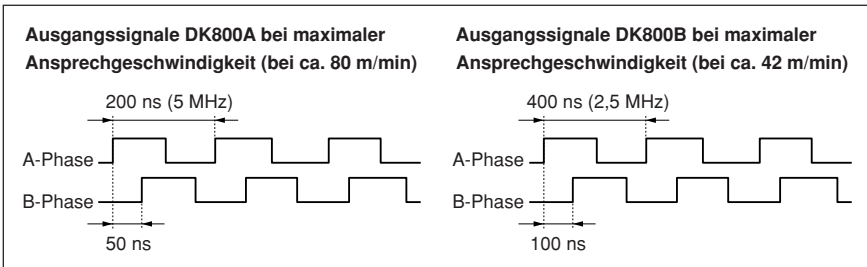 Ausgangssignale DK800A bei maximaler
Ansprechgeschwindigkeit (bei ca. 80 m/min)
200 ns (5 MHz)
A-Phase
B-Phase
50 ns
Ausgangssignale DK800B bei maximaler
Ansprechgeschwindigkeit (bei ca. 42 m/min)
400 ns (2,5 MHz)
A-Phase
B-Phase
100 ns